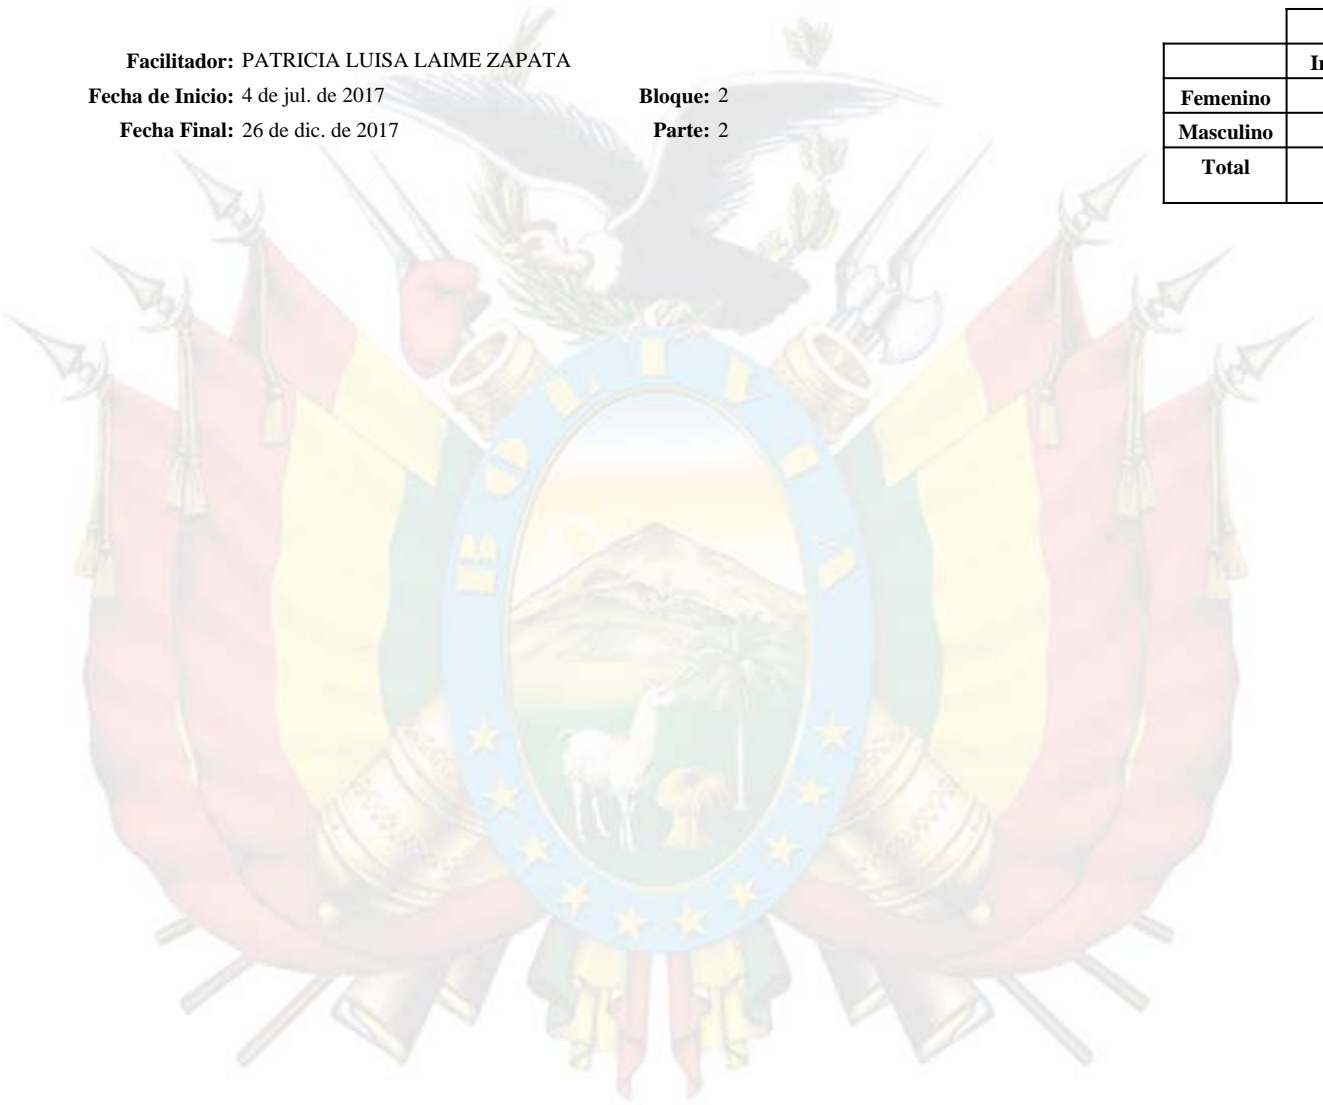 Facilitador: PATRICIA LUISA LAIME ZAPATA
Fecha de Inicio: 4 de jul. de 2017 Bloque: 2
Fecha Final: 26 de dic. de 2017 Parte: 2
Femenino
Masculino
Total
BOLIVIA